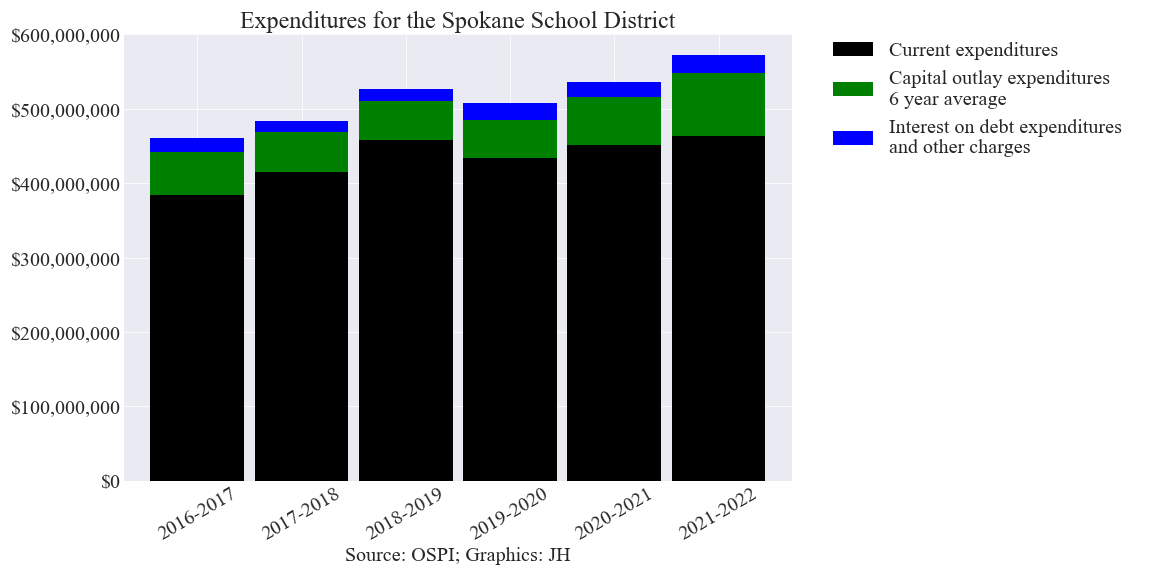 Expenditures for the Spokane School District
$600,000,000
$500,000,000
$400,000,000
$300,000,000
$200,000,000
$100,000,000
$0
2016-2017
2017-2018
2018-2019
2019-2020
2020-2021
2021-2022
Source: OSPI; Graphics: JH
Current expenditures
Capital outlay expenditures
6 year average
Interest on debt expenditures
and other charges